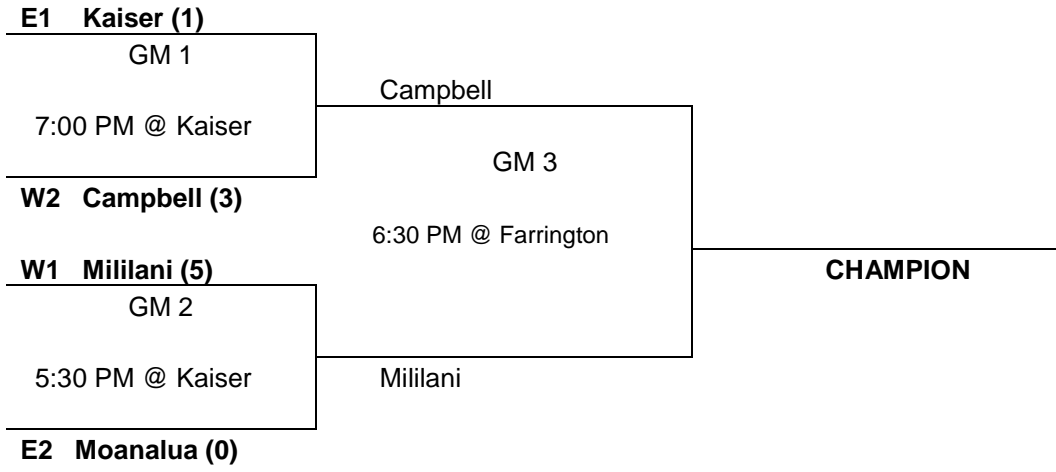 E1 Kaiser (1)
GM 1
Campbell
7:00 PM @ Kaiser
GM 3
W2 Campbell (3)
6:30 PM @ Farrington
W1 Mililani (5)
CHAMPION
GM 2
5:30 PM @ Kaiser
Mililani
E2 Moanalua (0)